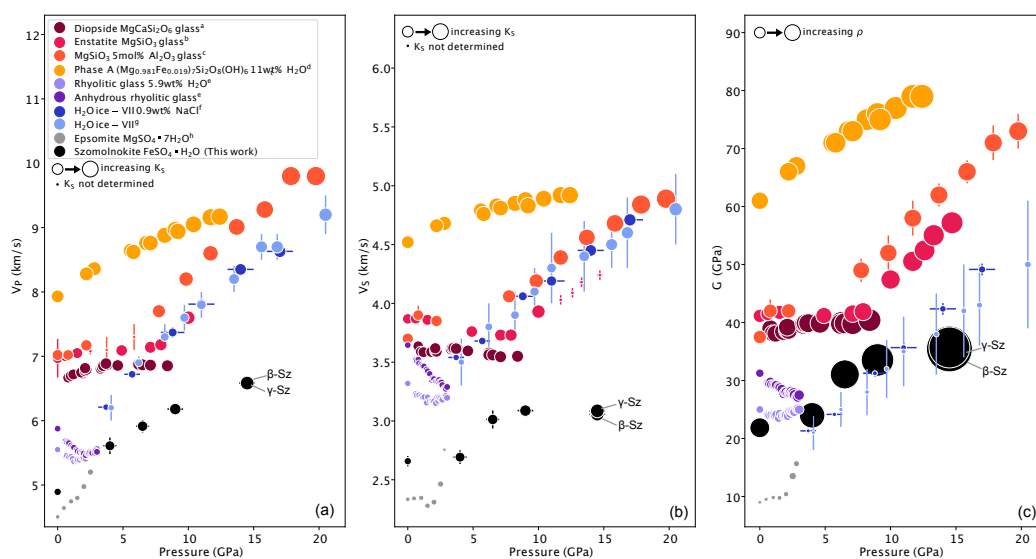 Diopside MgCaSi₂O₆ glassᵃ
Enstatite MgSiO₃ glassᵇ
MgSiO₃ 5mol% Al₂O₃ glassᶜ
Phase A (Mg₀.₉₈₁Fe₀.₀₁₉)₇Si₂O₈(OH)₆ 11wt% H₂Oᵈ
Rhyolitic glass 5.9wt% H₂Oᵉ
Anhydrous rhyolitic glassᵉ
H₂O ice − VII 0.9wt% NaClᶠ
H₂O ice − VIIᵍ
Epsomite MgSO₄ ▪ 7H₂Oʰ
Szomolnokite FeSO₄ ▪ H₂O (This work)
increasing Kₛ
Kₛ not determined
12
11
10
9
8
7
6
5
Vₚ (km/s)
β-Sz
γ-Sz
(a)
0 5 10 15 20
Pressure (GPa)
increasing Kₛ
Kₛ not determined
6.0
5.5
5.0
4.5
4.0
3.5
3.0
2.5
Vₛ (km/s)
γ-Sz
β-Sz
(b)
0 5 10 15 20
Pressure (GPa)
increasing ρ
90
80
70
60
50
40
30
20
10
G (GPa)
γ-Sz
β-Sz
(c)
0 5 10 15 20
Pressure (GPa)